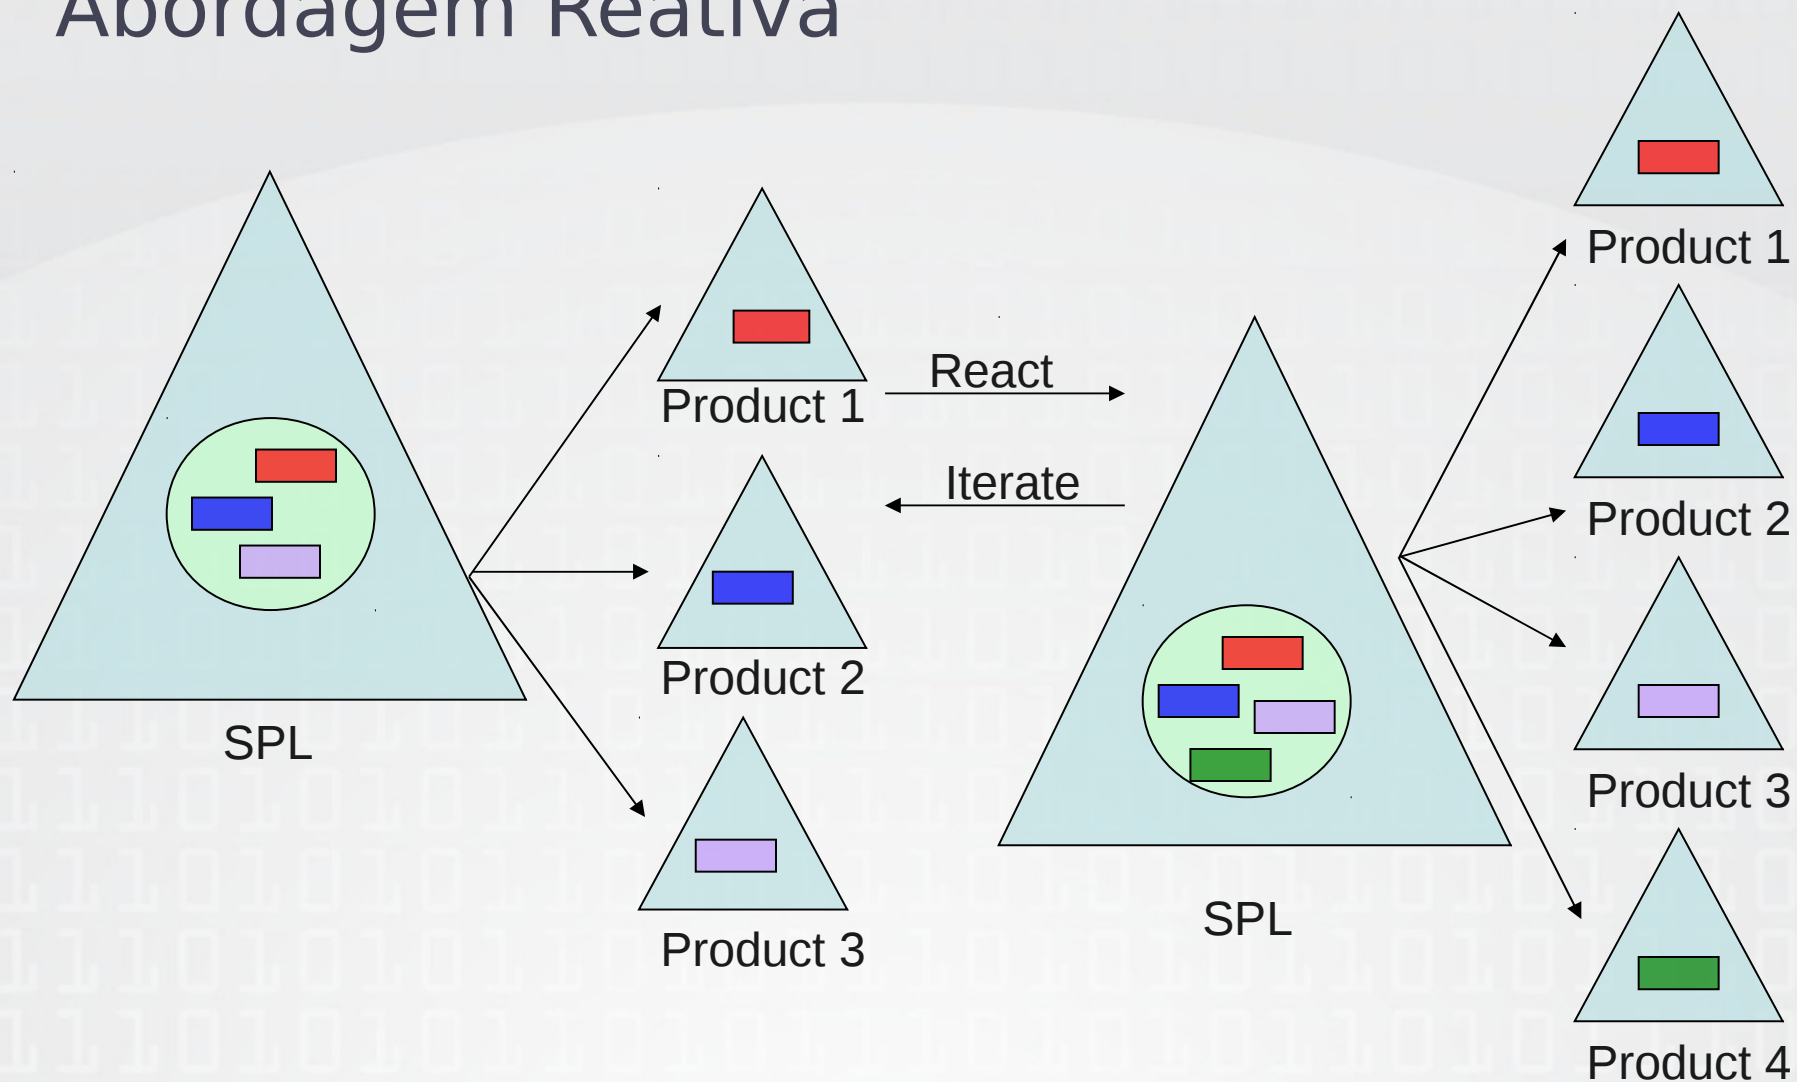 Abordagem Reativa
SPL
Product 1
Product 2
Product 3
React
Iterate
SPL
Product 1
Product 2
Product 3
Product 4